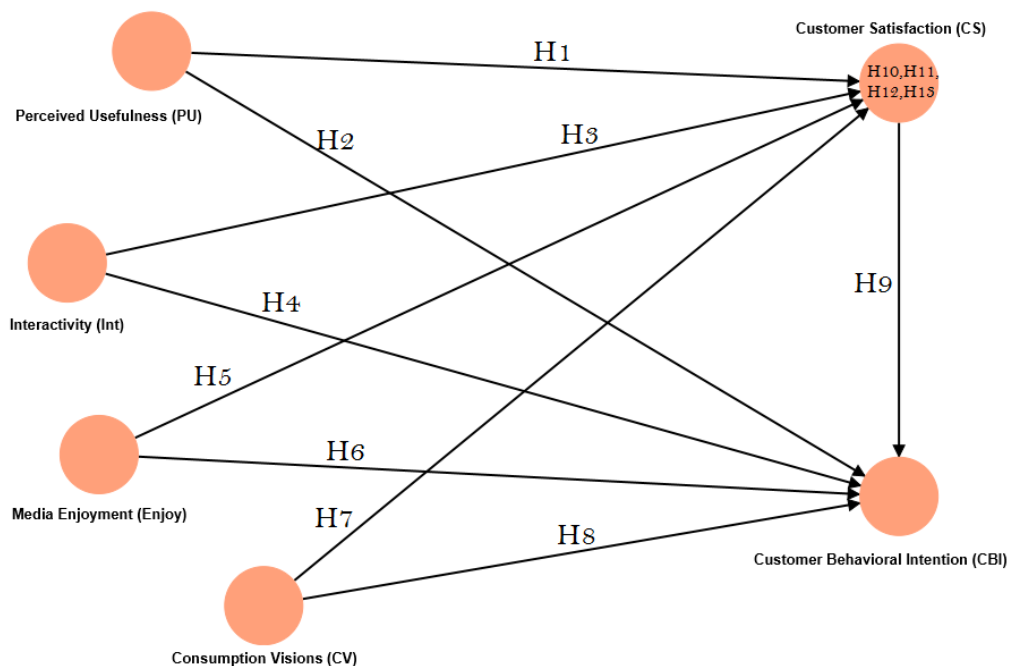 Customer Satisfaction (CS)
H1
H10,H11,
H12,H13
Perceived Usefulness (PU)
H2
H3
H9
H4
Interactivity (Int)
H5
H6
Media Enjoyment (Enjoy)
H7
H8
Customer Behavioral Intention (CBI)
Consumption Visions (CV)